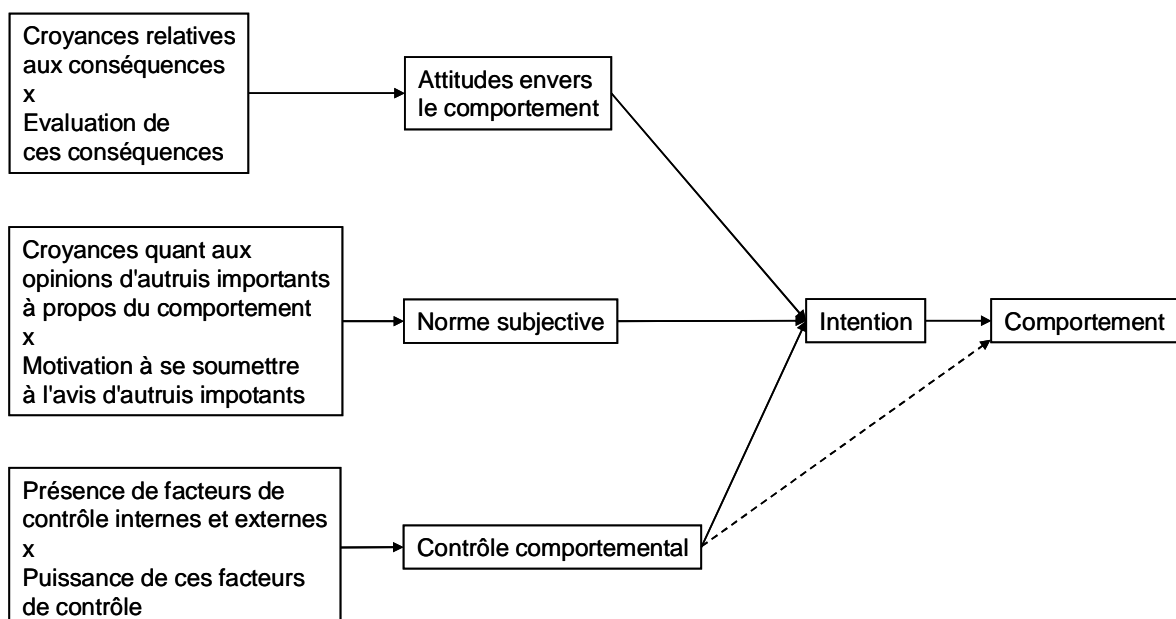 Croyances relatives
aux conséquences
x
Evaluation de
ces conséquences
Attitudes envers
le comportement
Croyances quant aux
opinions d'autruis importants
à propos du comportement
x
Motivation à se soumettre
à l'avis d'autruis impotants
Norme subjective
Intention
Comportement
Présence de facteurs de
contrôle internes et externes
x
Puissance de ces facteurs
de contrôle
Contrôle comportemental